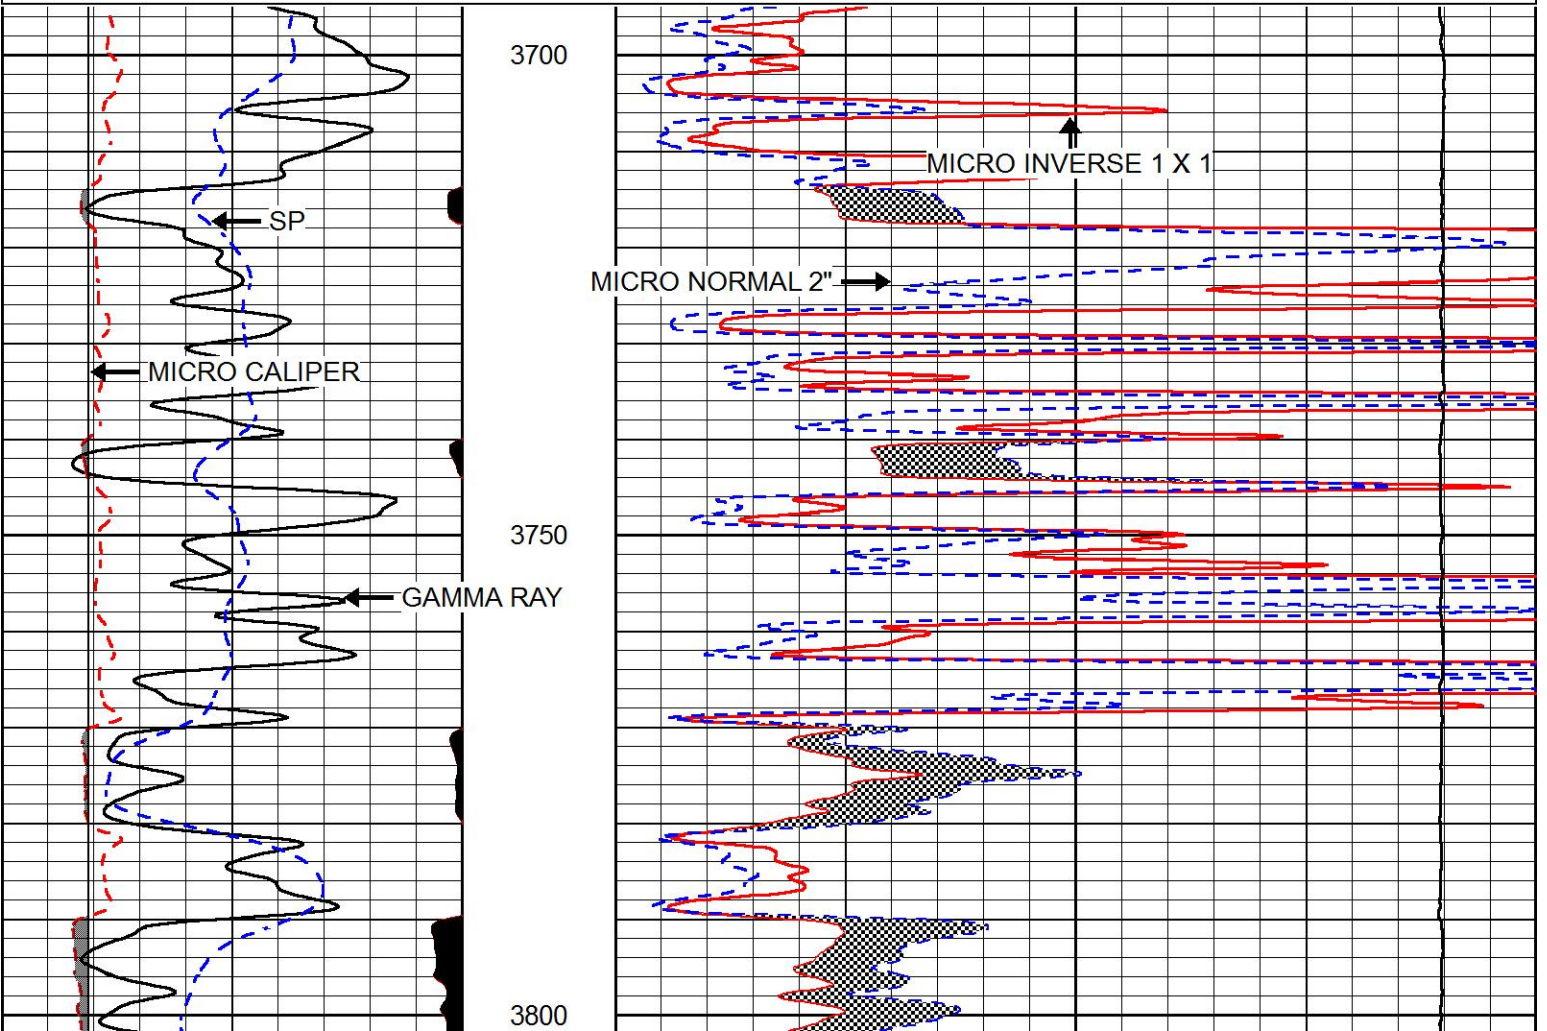 3700
MICRO INVERSE 1 X 1
SP
MICRO NORMAL 2"
MICRO CALIPER
3750
GAMMA RAY
3800